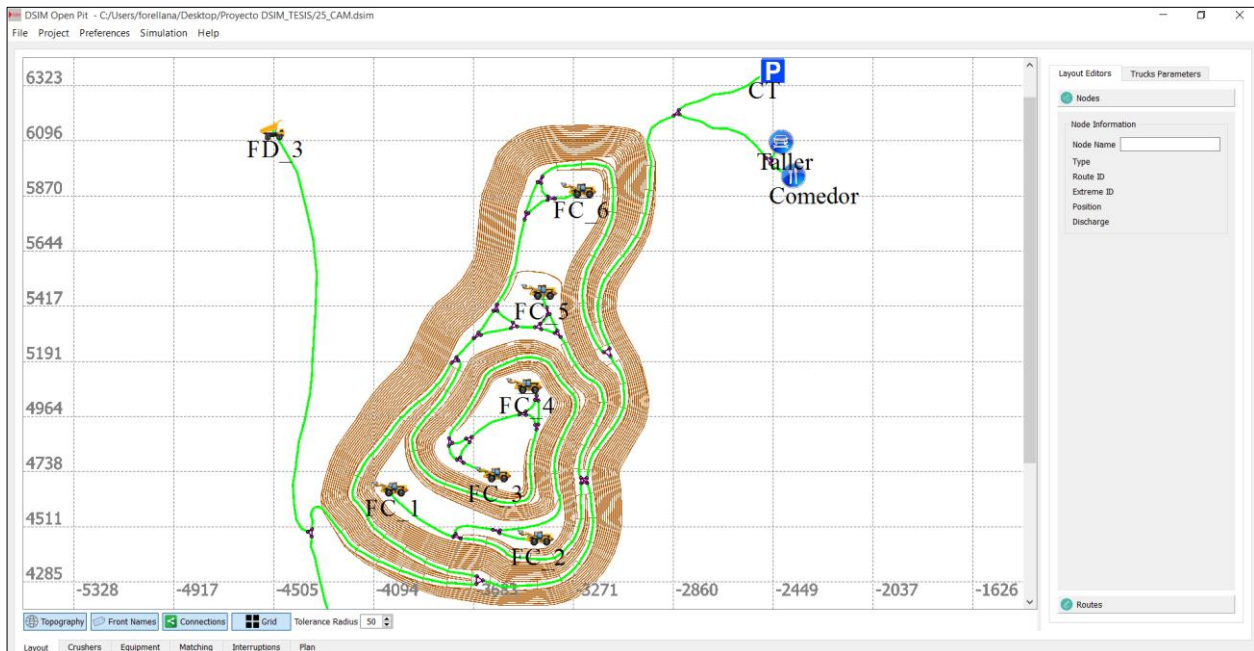 DSIM Open Pit - C:/Users/forellana/Desktop/Proyecto DSIM_TESIS/25_CAM.dsim
File Project Preferences Simulation Help
6323
6096
5870
5644
5417
5191
4964
4738
4511
4285
-5328 -4917 -4505 -4094 -3683 -3271 -2860 -2449 -2037 -1626
P
CT
FD_3
Taller
Comedor
FC_6
FC_5
FC_4
FC_3
FC_1
FC_2
Layout Editors Trucks Parameters
Nodes
Node Information
Node Name
Type
Route ID
Extreme ID
Position
Discharge
Routes
Topography Front Names Connections Grid Tolerance Radius 50
Layout Crushers Equipment Matching Interruptions Plan